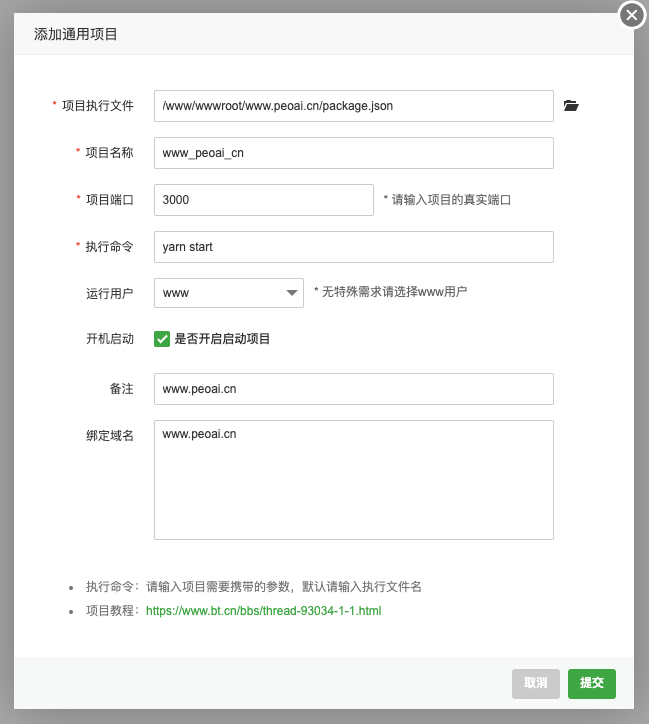 添加通用项目
* 项目执行文件 /www/wwwroot/www.peoai.cn/package.json
* 项目名称 www_peoai_cn
* 项目端口 3000 * 请输入项目的真实端口
* 执行命令 yarn start
运行用户 www * 无特殊需求请选择www用户
开机启动 是否开启启动项目
备注 www.peoai.cn
绑定域名 www.peoai.cn
• 执行命令：请输入项目需要携带的参数，默认请输入执行文件名
• 项目教程：https://www.bt.cn/bbs/thread-93034-1-1.html
取消 提交